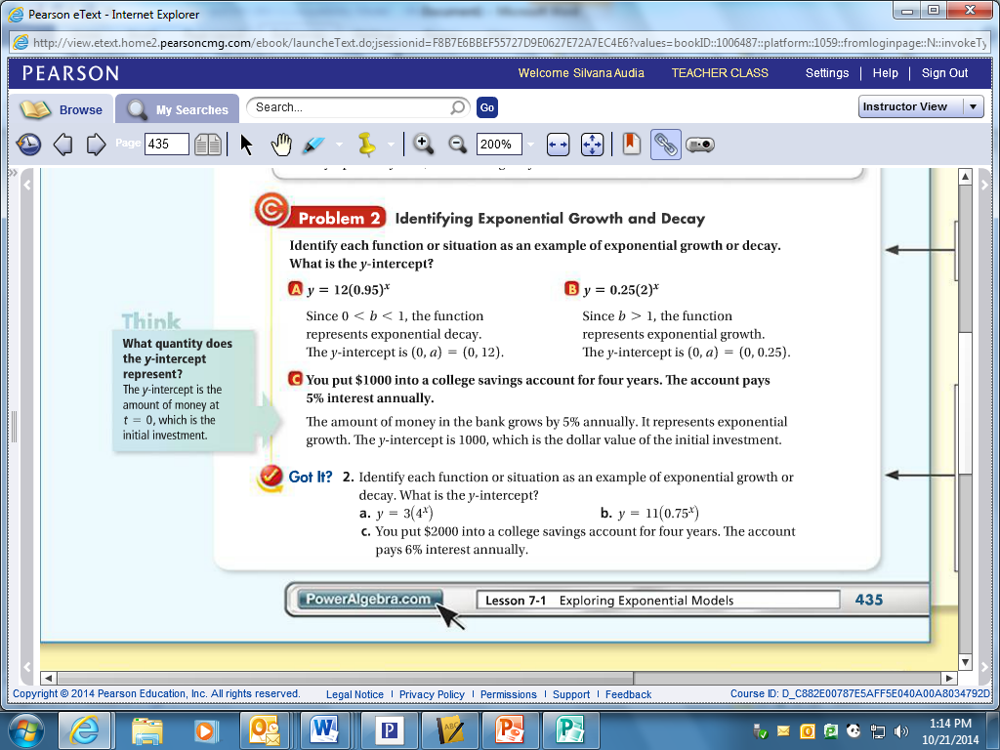 Pearson eText - Internet Explorer
http://view.etext.home2.pearsoncmg.com/ebook/launcheText.do;jsessionid=F8B7E6BBEF55727D9E0627E72A7EC4E6?values=bookID::1006487::platform::1059::fromloginpage::N::invokeTy
PEARSON
Welcome Silvana Audia TEACHER CLASS Settings | Help | Sign Out
Browse My Searches Search... Go Instructor View
Page 435 200%
Problem 2 Identifying Exponential Growth and Decay
Identify each function or situation as an example of exponential growth or decay.
What is the y-intercept?
A y = 12(0.95)ˣ B y = 0.25(2)ˣ
Since 0 < b < 1, the function
represents exponential decay.
The y-intercept is (0, a) = (0, 12).
Since b > 1, the function
represents exponential growth.
The y-intercept is (0, a) = (0, 0.25).
Think
What quantity does
the y-intercept
represent?
The y-intercept is the
amount of money at
t = 0, which is the
initial investment.
C You put $1000 into a college savings account for four years. The account pays
5% interest annually.
The amount of money in the bank grows by 5% annually. It represents exponential
growth. The y-intercept is 1000, which is the dollar value of the initial investment.
Got It? 2. Identify each function or situation as an example of exponential growth or
decay. What is the y-intercept?
a. y = 3(4ˣ) b. y = 11(0.75ˣ)
c. You put $2000 into a college savings account for four years. The account
pays 6% interest annually.
PowerAlgebra.com Lesson 7-1 Exploring Exponential Models 435
Copyright © 2014 Pearson Education, Inc. All rights reserved. Legal Notice | Privacy Policy | Permissions | Support | Feedback Course ID: D_C882E00787E5AFF5E040A00A8034792D
1:14 PM
10/21/2014